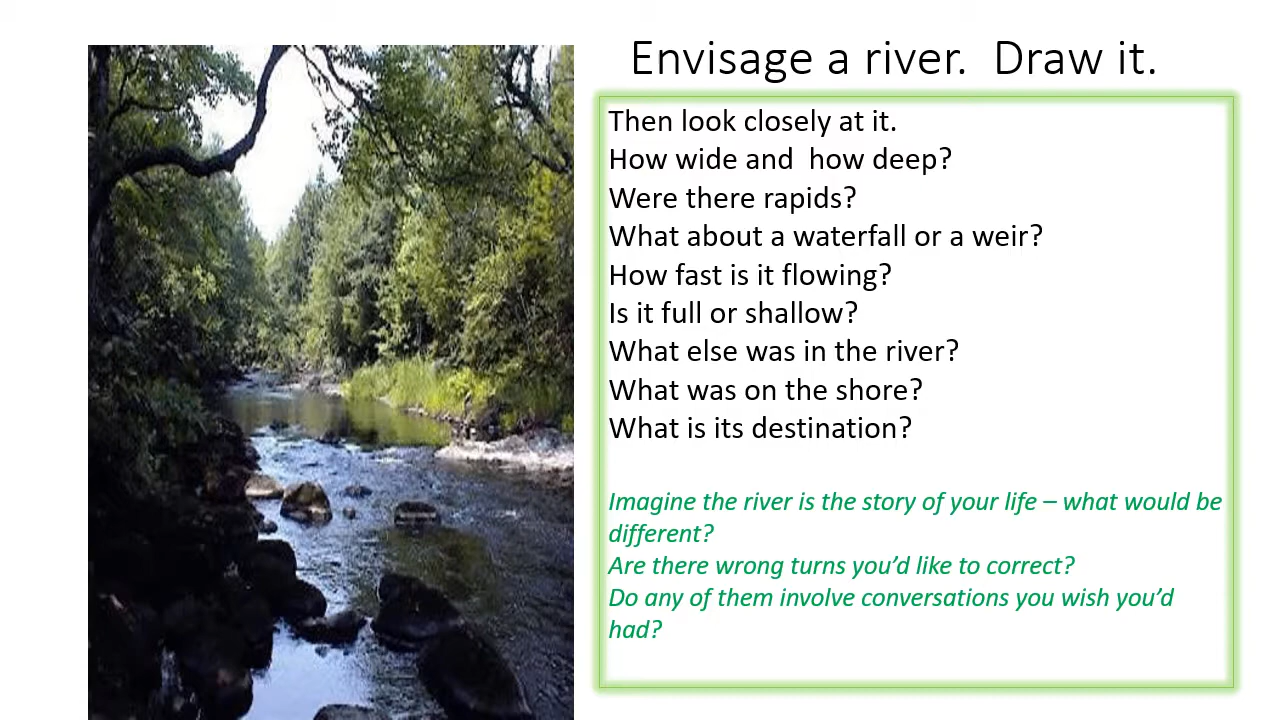 Envisage a river.  Draw it.
Then look closely at it.
How wide and  how deep?
Were there rapids?
What about a waterfall or a weir?
How fast is it flowing?
Is it full or shallow?
What else was in the river?
What was on the shore?
What is its destination?
Imagine the river is the story of your life – what would be
different?
Are there wrong turns you’d like to correct?
Do any of them involve conversations you wish you’d
had?